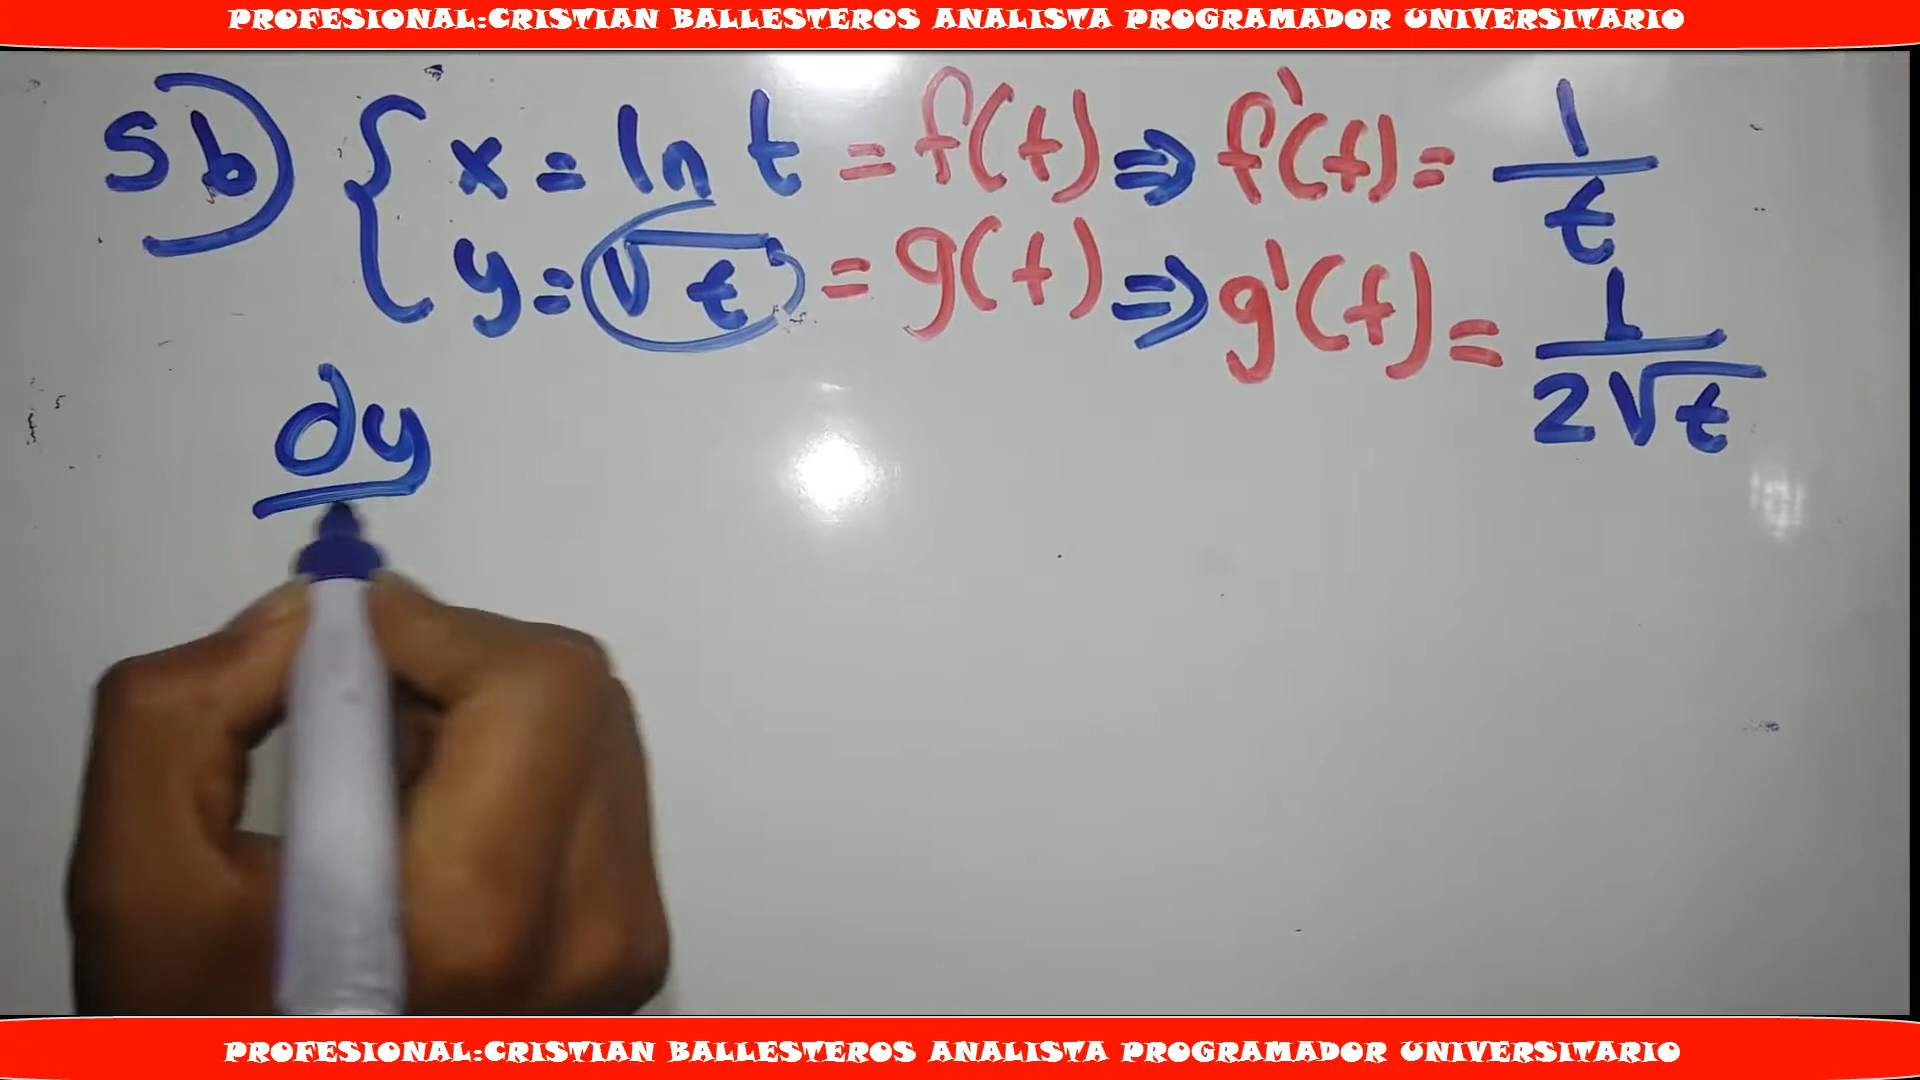 PROFESIONAL:CRISTIAN BALLESTEROS ANALISTA PROGRAMADOR UNIVERSITARIO
5b) { x = ln t = f(t) ⇒ f'(t) = 1/t
y = √t = g(t) ⇒ g'(t) = 1/(2√t)
dy
PROFESIONAL:CRISTIAN BALLESTEROS ANALISTA PROGRAMADOR UNIVERSITARIO